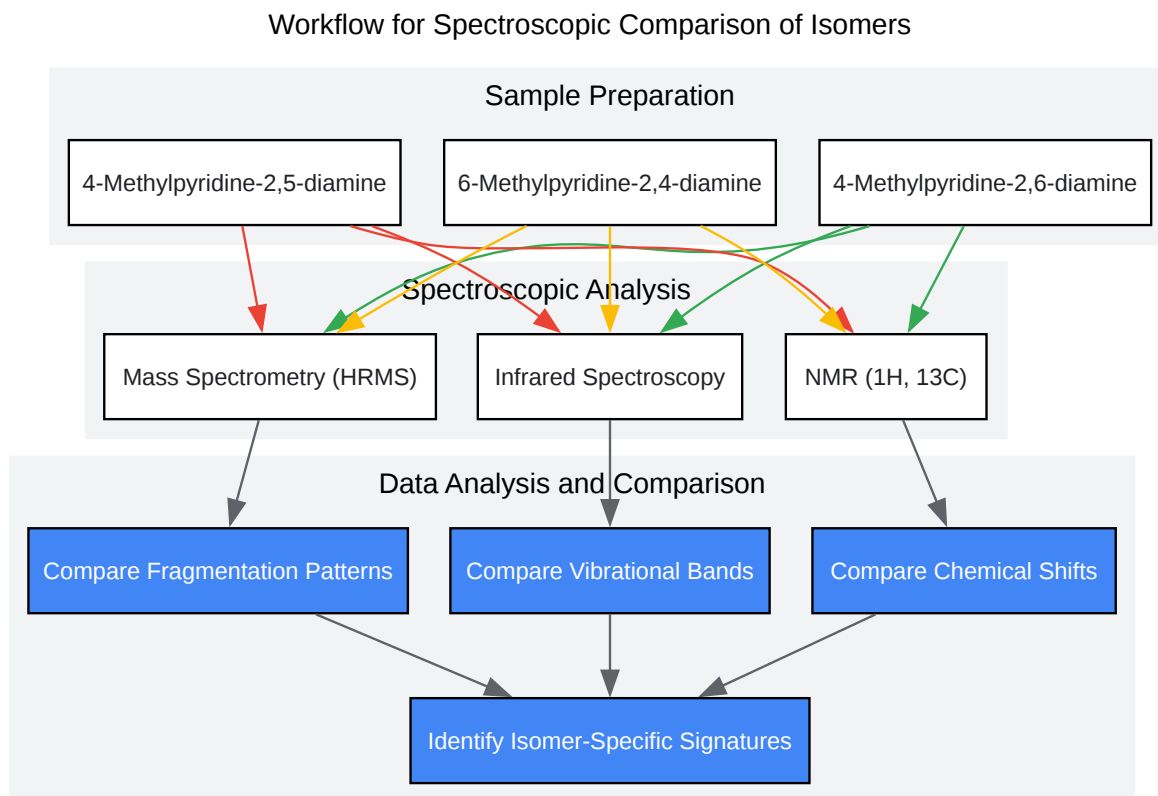 Workflow for Spectroscopic Comparison of Isomers
Sample Preparation
4-Methylpyridine-2,5-diamine
6-Methylpyridine-2,4-diamine
4-Methylpyridine-2,6-diamine
Spectroscopic Analysis
Mass Spectrometry (HRMS)
Infrared Spectroscopy
NMR (1H, 13C)
Data Analysis and Comparison
Compare Fragmentation Patterns
Compare Vibrational Bands
Compare Chemical Shifts
Identify Isomer-Specific Signatures